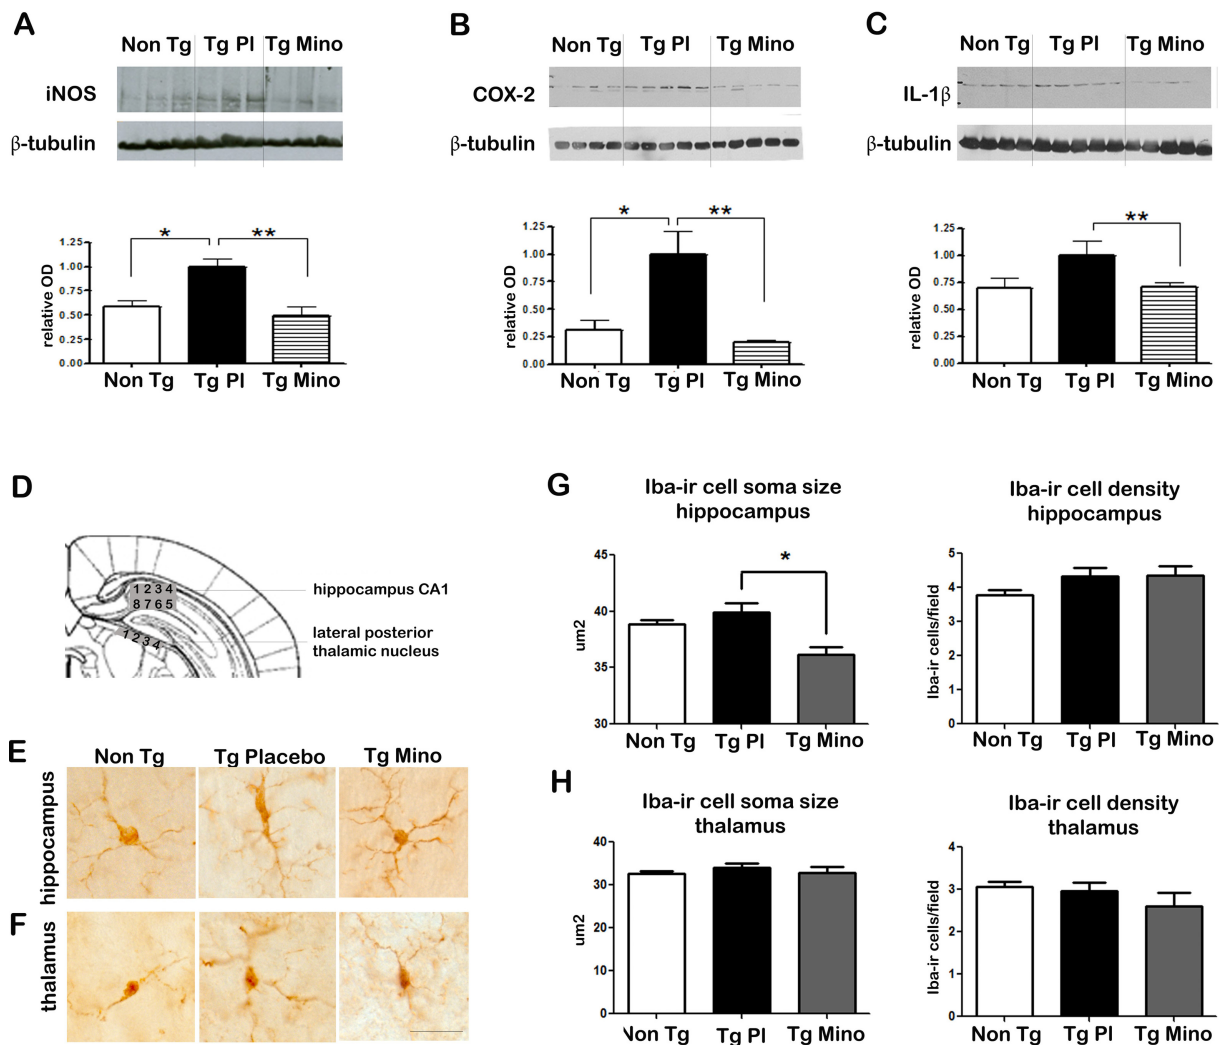 A
Non Tg Tg Pl Tg Mino
iNOS
β-tubulin
relative OD
1.25
1.00
0.75
0.50
0.25
0.00
* **
Non Tg Tg Pl Tg Mino
B
Non Tg Tg Pl Tg Mino
COX-2
β-tubulin
relative OD
1.25
1.00
0.75
0.50
0.25
0.00
* **
Non Tg Tg Pl Tg Mino
C
Non Tg Tg Pl Tg Mino
IL-1β
β-tubulin
relative OD
1.25
1.00
0.75
0.50
0.25
0.00
**
Non Tg Tg Pl Tg Mino
D
1 2 3 4
8 7 6 5
1 2 3 4
hippocampus CA1
lateral posterior
thalamic nucleus
E
Non Tg Tg Placebo Tg Mino
hippocampus
F
thalamus
G
Iba-ir cell soma size
hippocampus
um2
45
40
35
30
*
Non Tg Tg Pl Tg Mino
Iba-ir cell density
hippocampus
Iba-ir cells/field
5
4
3
2
1
0
Non Tg Tg Pl Tg Mino
H
Iba-ir cell soma size
thalamus
um2
40
30
20
10
0
Non Tg Tg Pl Tg Mino
Iba-ir cell density
thalamus
Iba-ir cells/field
4
3
2
1
0
Non Tg Tg Pl Tg Mino